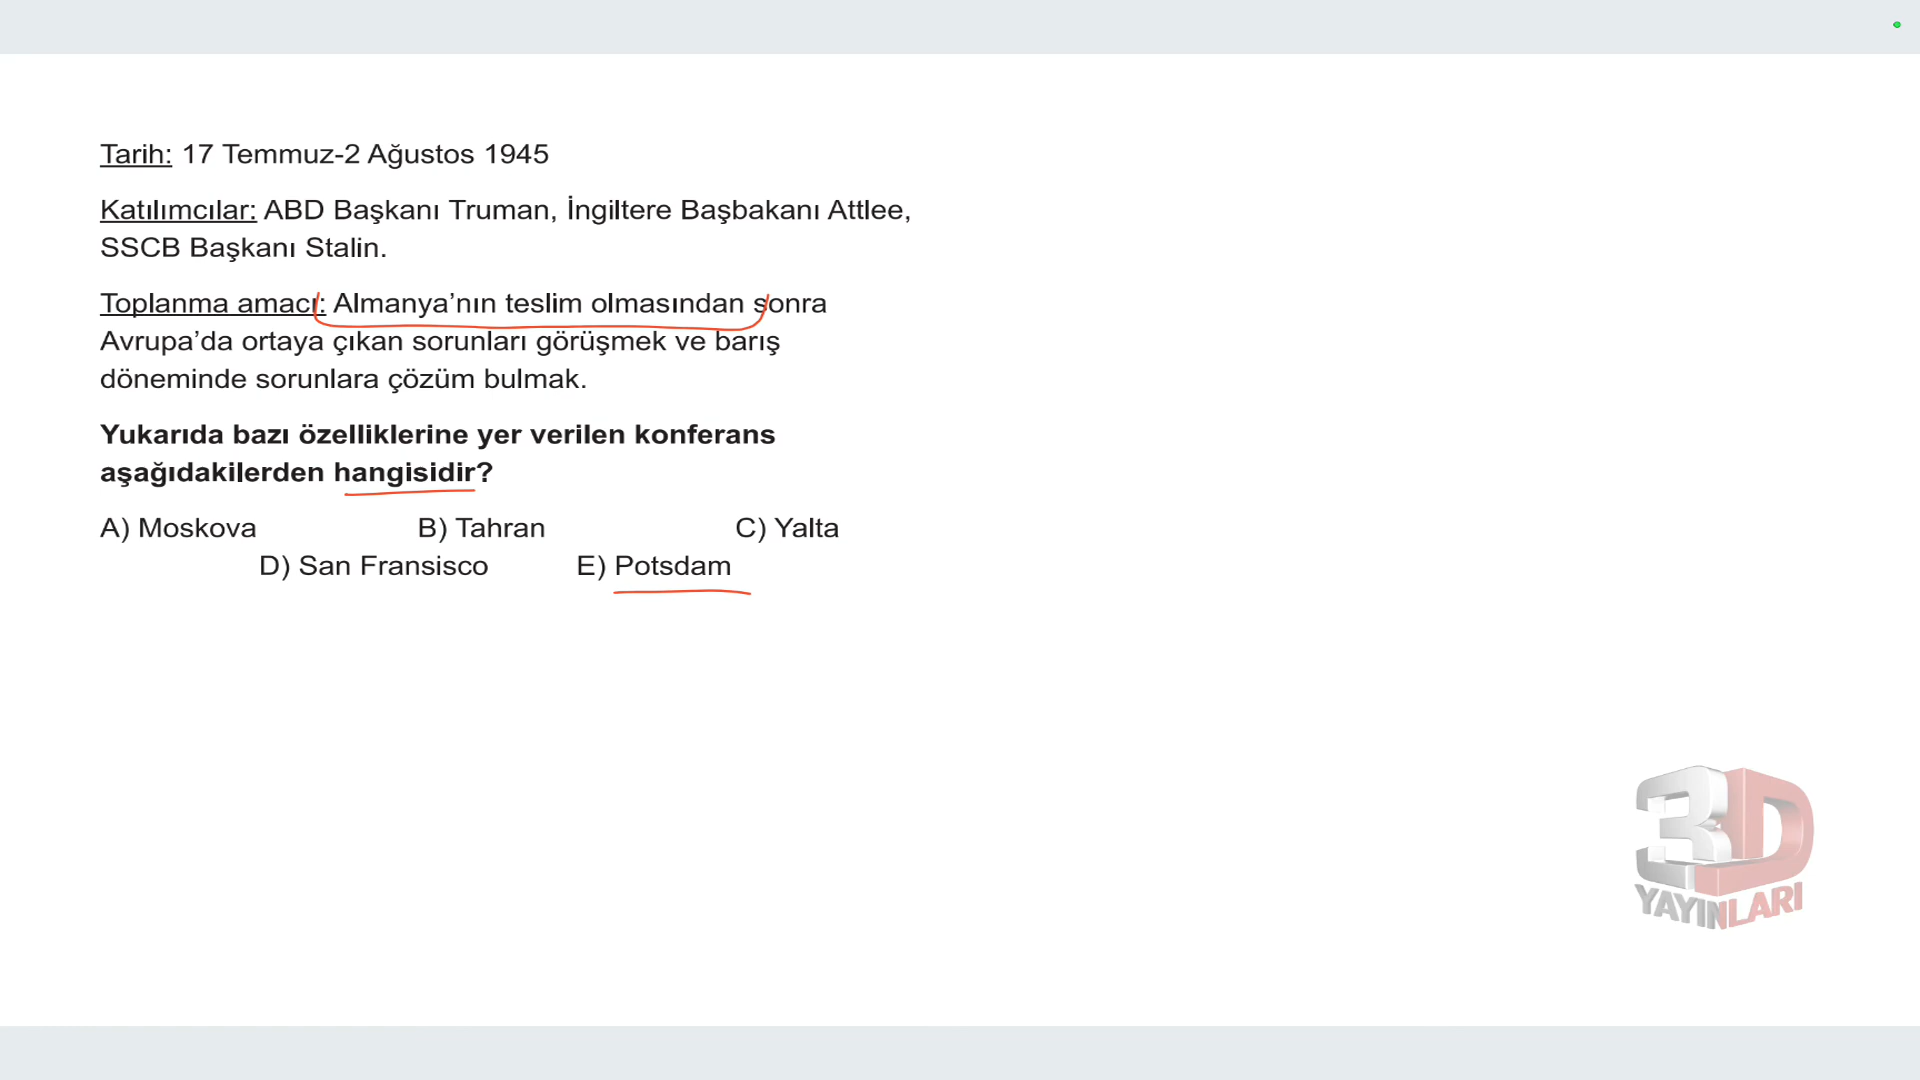 Tarih: 17 Temmuz-2 Ağustos 1945
Katılımcılar: ABD Başkanı Truman, İngiltere Başbakanı Attlee,
SSCB Başkanı Stalin.
Toplanma amacı: Almanya’nın teslim olmasından sonra
Avrupa’da ortaya çıkan sorunları görüşmek ve barış
döneminde sorunlara çözüm bulmak.
Yukarıda bazı özelliklerine yer verilen konferans
aşağıdakilerden hangisidir?
A) Moskova B) Tahran C) Yalta
D) San Fransisco E) Potsdam
3D
YAYINLARI